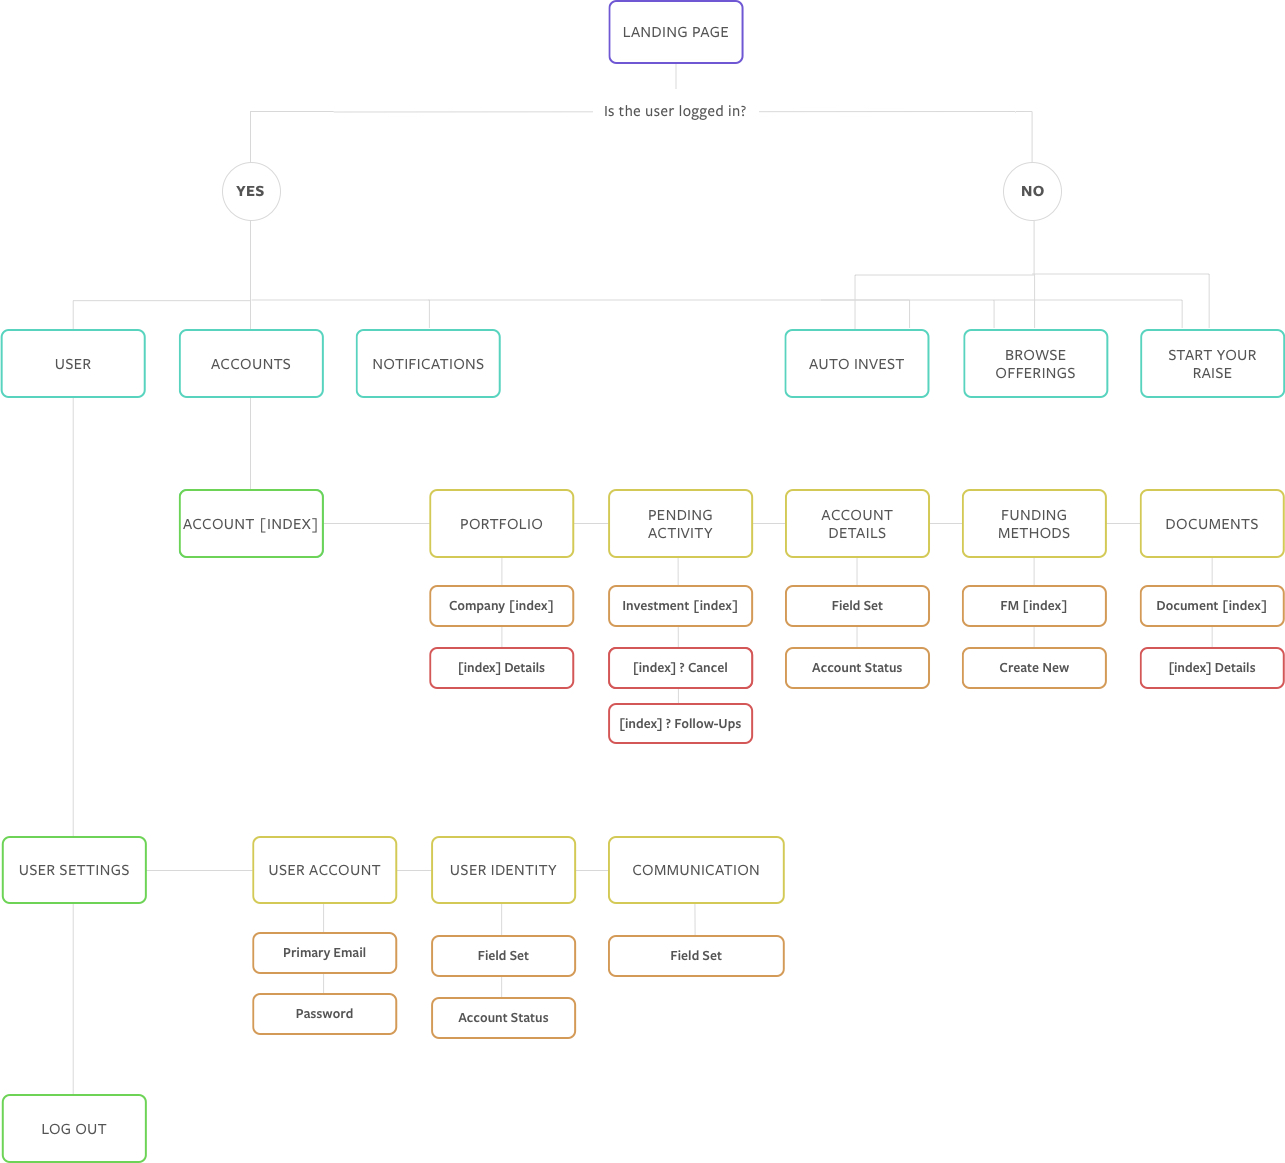 LANDING PAGE
Is the user logged in?
YES
NO
USER
ACCOUNTS
NOTIFICATIONS
AUTO INVEST
BROWSE
OFFERINGS
START YOUR
RAISE
ACCOUNT [INDEX]
PORTFOLIO
PENDING
ACTIVITY
ACCOUNT
DETAILS
FUNDING
METHODS
DOCUMENTS
Company [index]
Investment [index]
Field Set
FM [index]
Document [index]
[index] Details
[index] ? Cancel
Account Status
Create New
[index] Details
[index] ? Follow-Ups
USER SETTINGS
USER ACCOUNT
USER IDENTITY
COMMUNICATION
Primary Email
Field Set
Field Set
Password
Account Status
LOG OUT